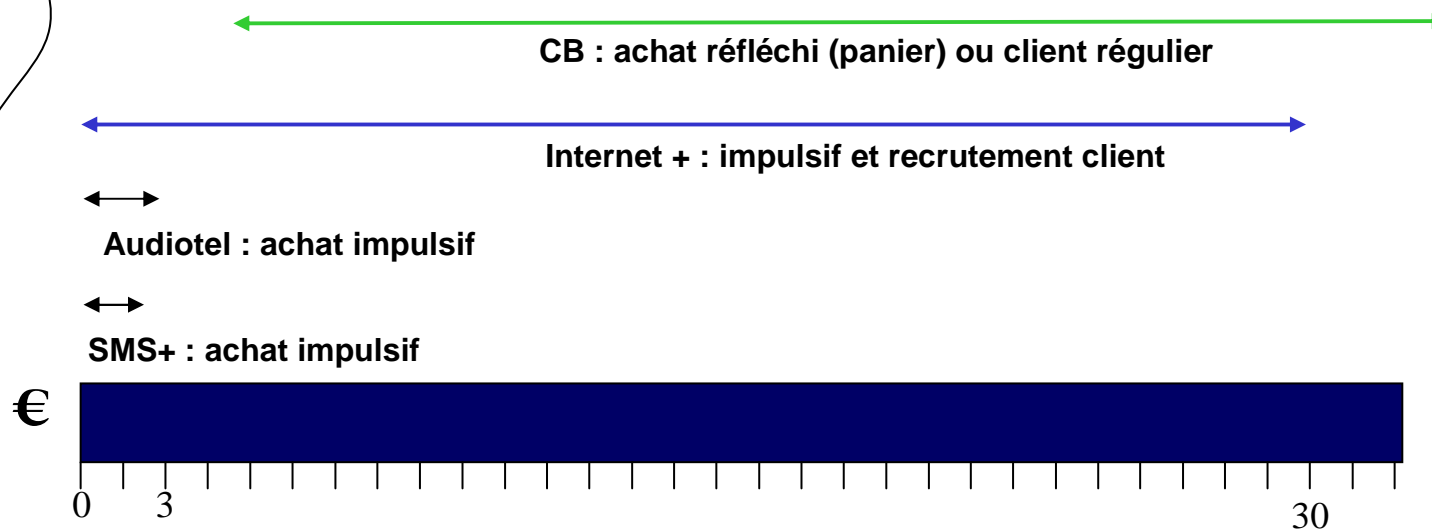 CB : achat réfléchi (panier) ou client régulier
Internet + : impulsif et recrutement client
Audiotel : achat impulsif
SMS+ : achat impulsif
€
0 3 30